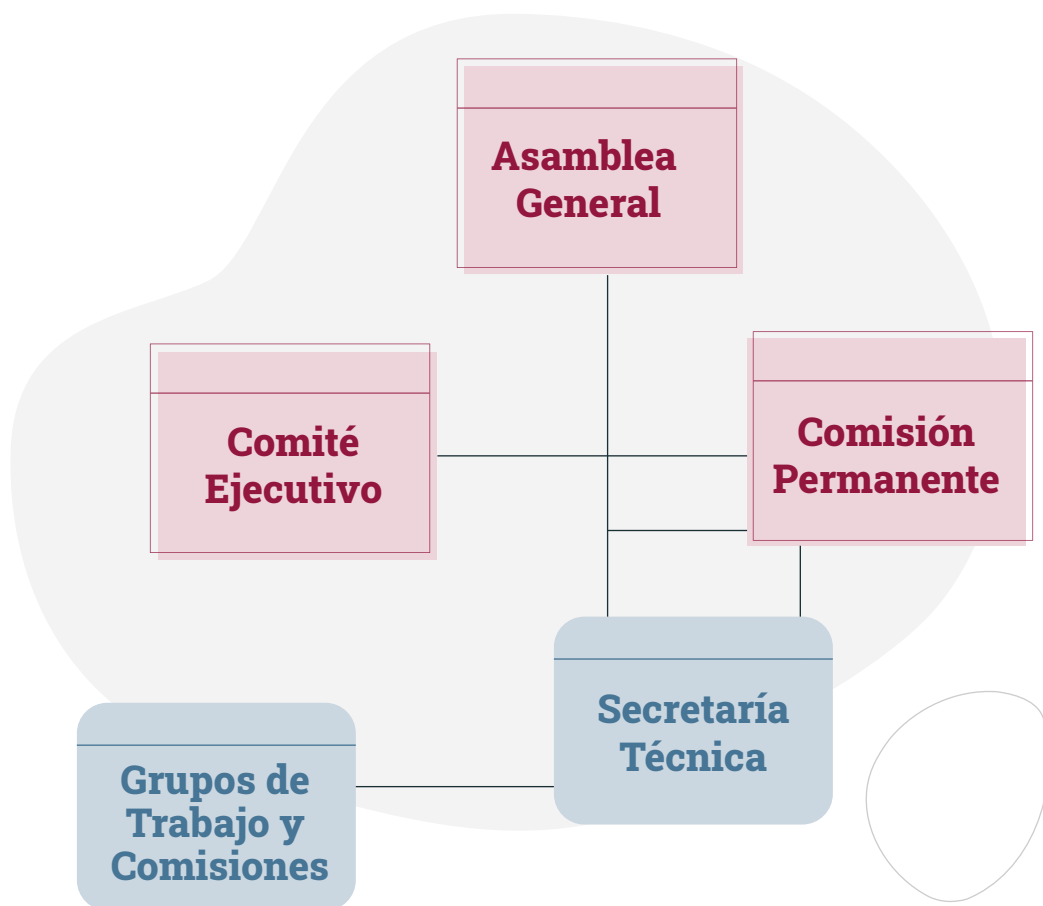 Asamblea
General
Comité
Ejecutivo
Comisión
Permanente
Secretaría
Técnica
Grupos de
Trabajo y
Comisiones